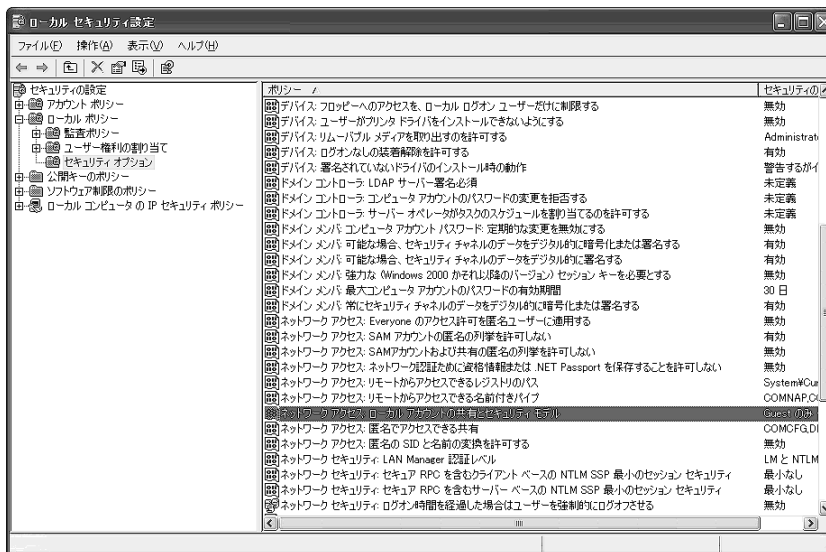 ローカル セキュリティ設定
ファイル(F) 操作(A) 表示(V) ヘルプ(H)
セキュリティの設定
アカウント ポリシー
ローカル ポリシー
監査ポリシー
ユーザー権利の割り当て
セキュリティ オプション
公開キーのポリシー
ソフトウェア制限のポリシー
ローカル コンピュータ の IP セキュリティ ポリシー
ポリシー セキュリティの
デバイス: フロッピーへのアクセスを、ローカル ログオン ユーザーだけに制限する 無効
デバイス: ユーザーがプリンタ ドライバをインストールできないようにする 無効
デバイス: リムーバブル メディアを取り出すのを許可する Administrat
デバイス: ログオンなしの装着解除を許可する 有効
デバイス: 署名されていないドライバのインストール時の動作 警告するがイ
ドメイン コントローラ: LDAP サーバー署名必須 未定義
ドメイン コントローラ: コンピュータ アカウントのパスワードの変更を拒否する 未定義
ドメイン コントローラ: サーバー オペレータがタスクのスケジュールを割り当てるのを許可する 未定義
ドメイン メンバ: コンピュータ アカウント パスワード: 定期的な変更を無効にする 無効
ドメイン メンバ: 可能な場合、セキュリティ チャネルのデータをデジタル的に暗号化または署名する 有効
ドメイン メンバ: 可能な場合、セキュリティ チャネルのデータをデジタル的に署名する 有効
ドメイン メンバ: 強力な (Windows 2000 かそれ以降のバージョン) セッション キーを必要とする 無効
ドメイン メンバ: 最大コンピュータ アカウントのパスワードの有効期間 30 日
ドメイン メンバ: 常にセキュリティ チャネルのデータをデジタル的に暗号化または署名する 有効
ネットワーク アクセス: Everyone のアクセス許可を匿名ユーザーに適用する 無効
ネットワーク アクセス: SAM アカウントの匿名の列挙を許可しない 有効
ネットワーク アクセス: SAMアカウントおよび共有の匿名の列挙を許可しない 無効
ネットワーク アクセス: ネットワーク認証ために資格情報または .NET Passport を保存することを許可しない 無効
ネットワーク アクセス: リモートからアクセスできるレジストリのパス System¥Cur
ネットワーク アクセス: リモートからアクセスできる名前付きパイプ COMNAP,CO
ネットワーク アクセス: ローカル アカウントの共有とセキュリティ モデル Guest のみ
ネットワーク アクセス: 匿名でアクセスできる共有 COMCFG,D
ネットワーク アクセス: 匿名の SID と名前の変換を許可する 無効
ネットワーク セキュリティ: LAN Manager 認証レベル LM と NTLM
ネットワーク セキュリティ: セキュア RPC を含むクライアント ベースの NTLM SSP 最小のセッション セキュリティ 最小なし
ネットワーク セキュリティ: セキュア RPC を含むサーバー ベースの NTLM SSP 最小のセッション セキュリティ 最小なし
ネットワーク セキュリティ: ログオン時間を経過した場合はユーザーを強制的にログオフさせる 無効